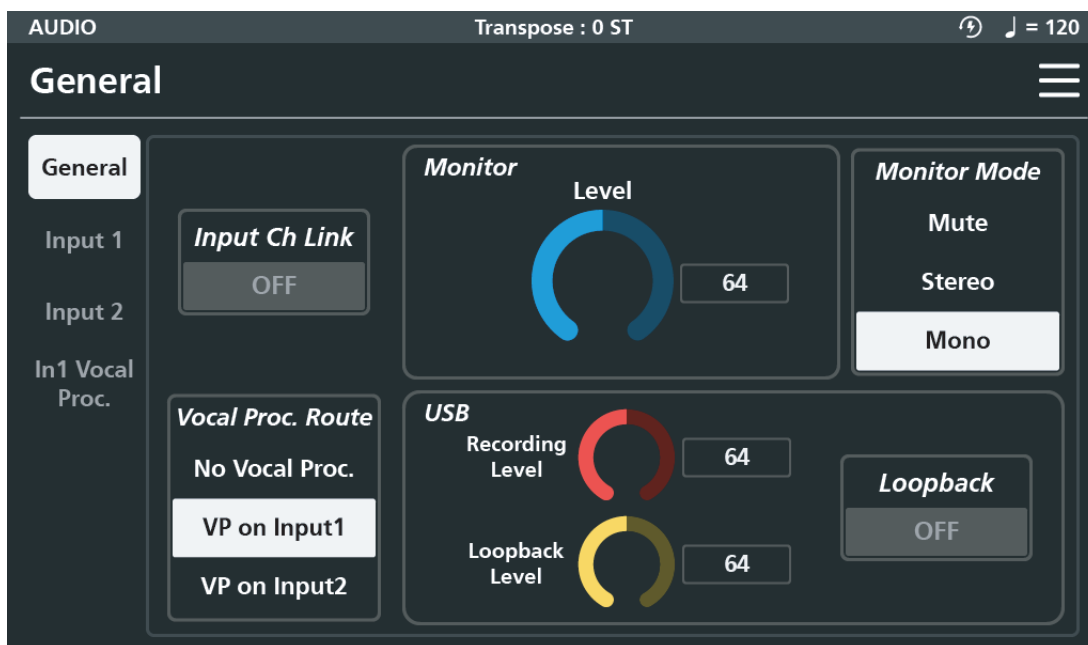 AUDIO
Transpose : 0 ST
♩ = 120
General
General
Input 1
Input 2
In1 Vocal
Proc.
Input Ch Link
OFF
Monitor
Level
64
Monitor Mode
Mute
Stereo
Mono
Vocal Proc. Route
No Vocal Proc.
VP on Input1
VP on Input2
USB
Recording
Level
64
Loopback
Level
64
Loopback
OFF